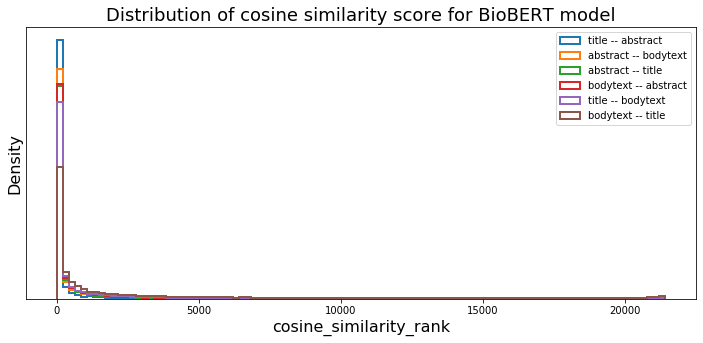 Distribution of cosine similarity score for BioBERT model
title -- abstract
abstract -- bodytext
abstract -- title
bodytext -- abstract
title -- bodytext
bodytext -- title
Density
0 5000 10000 15000 20000
cosine_similarity_rank